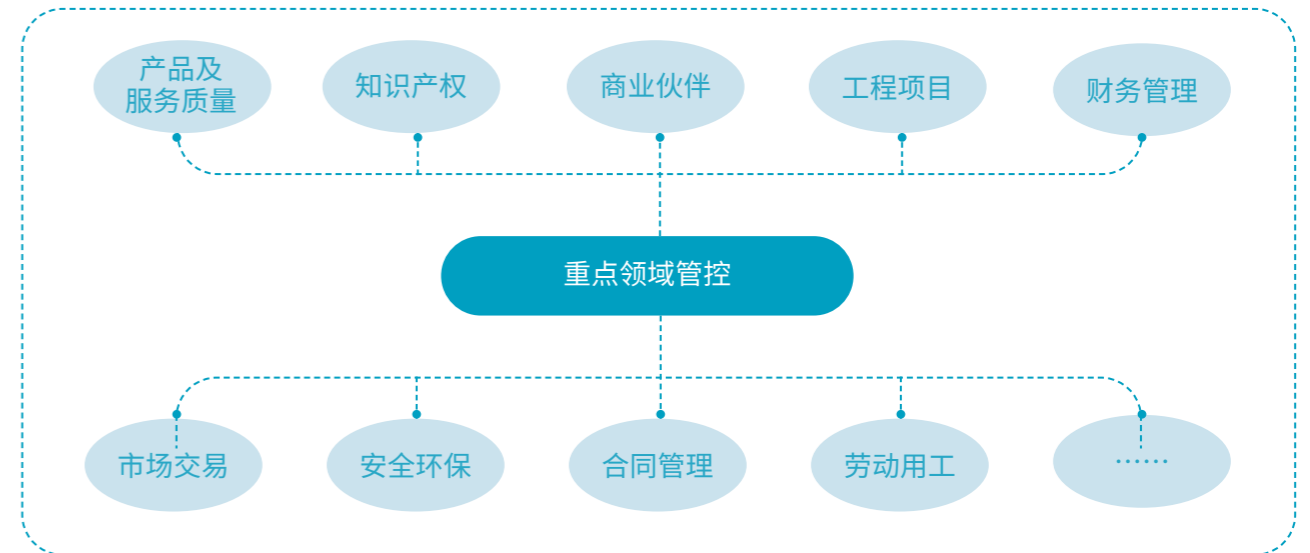 产品及
服务质量
知识产权
商业伙伴
工程项目
财务管理
重点领域管控
市场交易
安全环保
合同管理
劳动用工
……